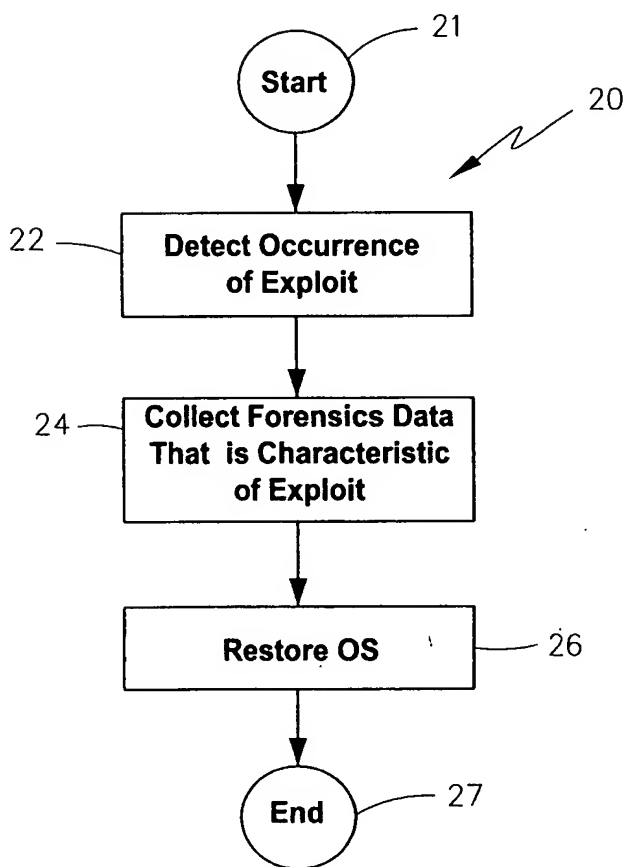 21
Start
20
22
Detect Occurrence
of Exploit
24
Collect Forensics Data
That is Characteristic
of Exploit
Restore OS
26
End
27